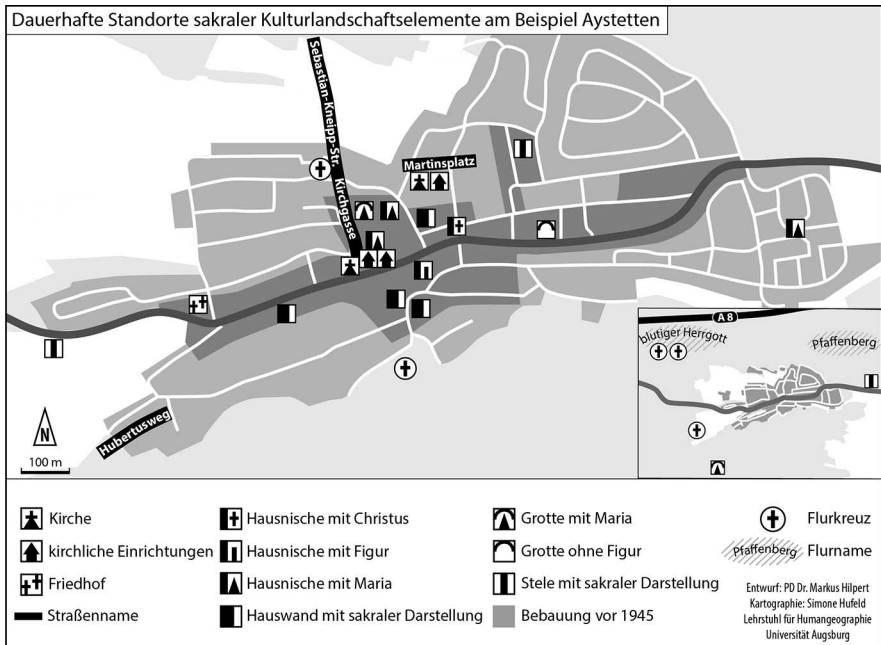 Dauerhafte Standorte sakraler Kulturlandschaftselemente am Beispiel Aystetten
Sebastian-Kneipp-Str.
Kirchgasse
Martinsplatz
Hubertusweg
N
100 m
A 8
blutiger Herrgott
Pfaffenberg
Kirche
kirchliche Einrichtungen
Friedhof
Straßenname
Hausnische mit Christus
Hausnische mit Figur
Hausnische mit Maria
Hauswand mit sakraler Darstellung
Grotte mit Maria
Grotte ohne Figur
Stele mit sakraler Darstellung
Bebauung vor 1945
Flurkreuz
Pfaffenberg Flurname
Entwurf: PD Dr. Markus Hilpert
Kartographie: Simone Hufeld
Lehrstuhl für Humangeographie
Universität Augsburg